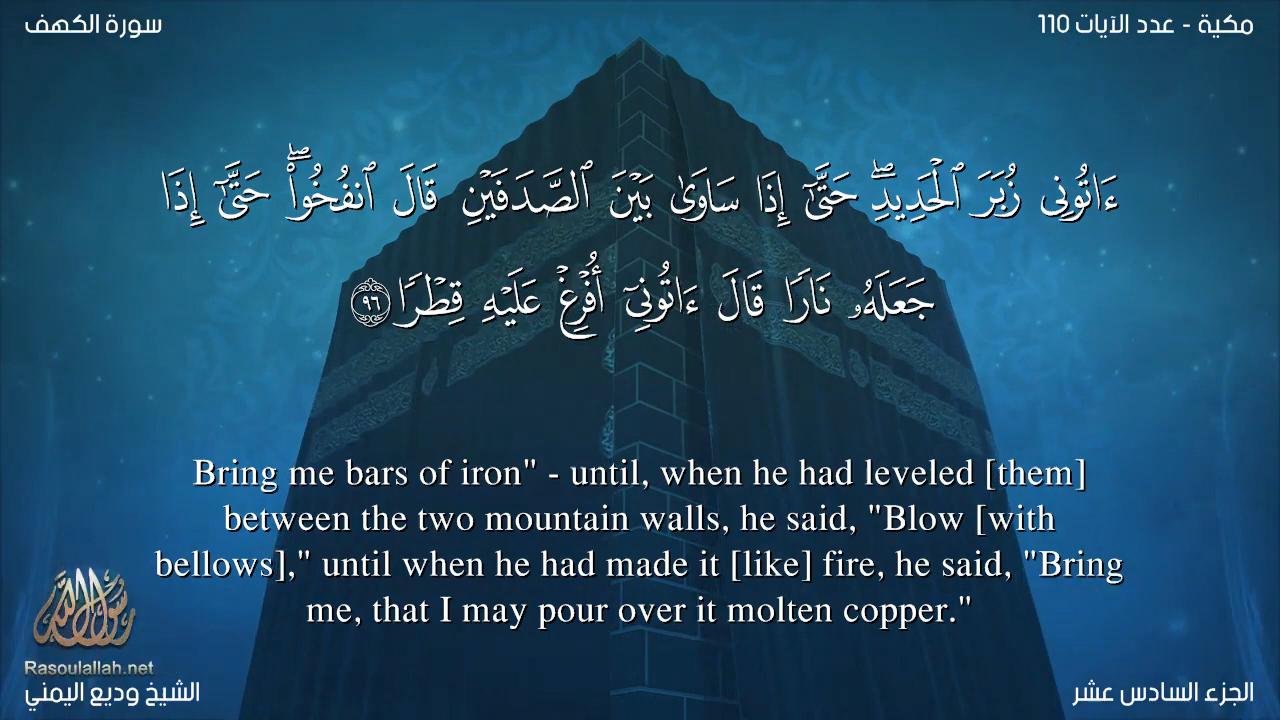 مكية - عدد الآيات 110
سورة الكهف
ءَاتُونِى زُبَرَ ٱلْحَدِيدِ ۖ حَتَّىٰٓ إِذَا سَاوَىٰ بَيْنَ ٱلصَّدَفَيْنِ قَالَ ٱنفُخُوا۟ ۖ حَتَّىٰٓ إِذَا
جَعَلَهُۥ نَارًا قَالَ ءَاتُونِىٓ أُفْرِغْ عَلَيْهِ قِطْرًا ٩٦
Bring me bars of iron" - until, when he had leveled [them]
between the two mountain walls, he said, "Blow [with
bellows]," until when he had made it [like] fire, he said, "Bring
me, that I may pour over it molten copper."
رسول الله
Rasoulallah.net
الجزء السادس عشر
الشيخ وديع اليمني